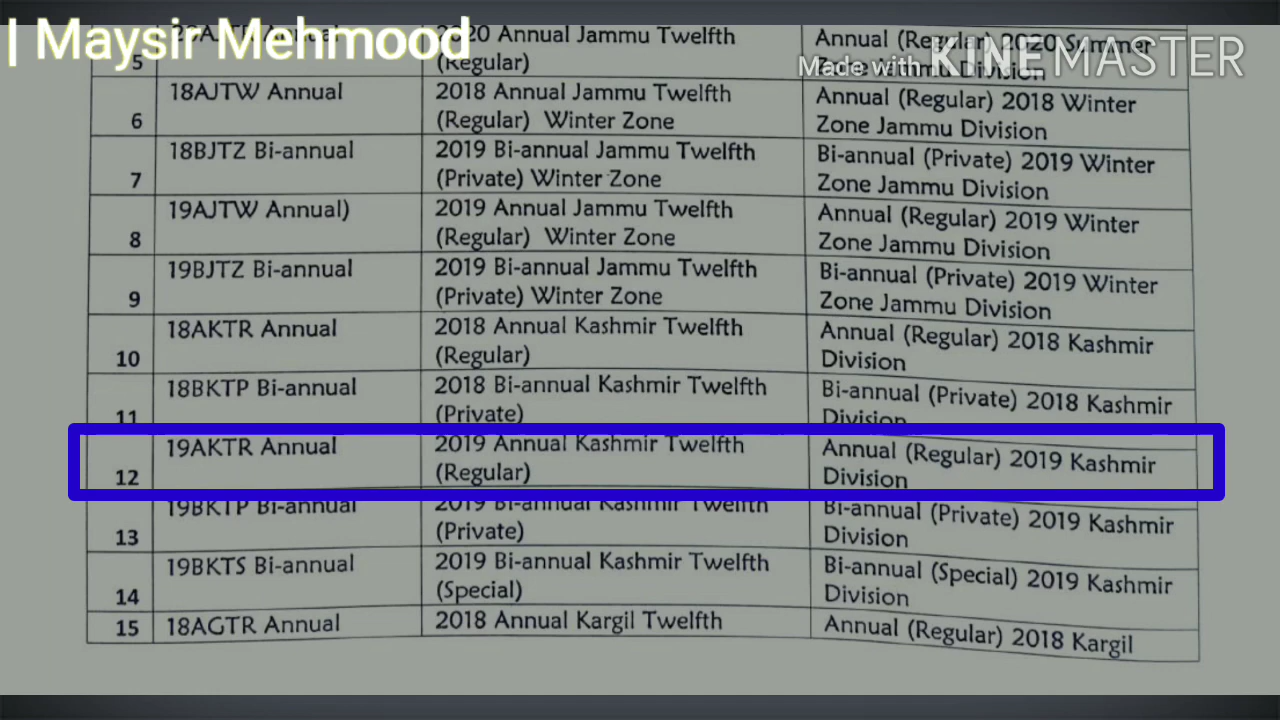 | Maysir Mehmood
Made with KINEMASTER
5 2020 Annual Jammu Twelfth
(Regular)
Annual (Regular) 2020 Summer
Zone Jammu Division
6 18AJTW Annual
2018 Annual Jammu Twelfth
(Regular) Winter Zone
Annual (Regular) 2018 Winter
Zone Jammu Division
7 18BJTZ Bi-annual
2019 Bi-annual Jammu Twelfth
(Private) Winter Zone
Bi-annual (Private) 2019 Winter
Zone Jammu Division
8 19AJTW Annual)
2019 Annual Jammu Twelfth
(Regular) Winter Zone
Annual (Regular) 2019 Winter
Zone Jammu Division
9 19BJTZ Bi-annual
2019 Bi-annual Jammu Twelfth
(Private) Winter Zone
Bi-annual (Private) 2019 Winter
Zone Jammu Division
10 18AKTR Annual
2018 Annual Kashmir Twelfth
(Regular)
Annual (Regular) 2018 Kashmir
Division
11 18BKTP Bi-annual
2018 Bi-annual Kashmir Twelfth
(Private)
Bi-annual (Private) 2018 Kashmir
Division
12 19AKTR Annual
2019 Annual Kashmir Twelfth
(Regular)
Annual (Regular) 2019 Kashmir
Division
13 19BKTP Bi-annual
2019 Bi-annual Kashmir Twelfth
(Private)
Bi-annual (Private) 2019 Kashmir
Division
14 19BKTS Bi-annual
2019 Bi-annual Kashmir Twelfth
(Special)
Bi-annual (Special) 2019 Kashmir
Division
15 18AGTR Annual
2018 Annual Kargil Twelfth
Annual (Regular) 2018 Kargil